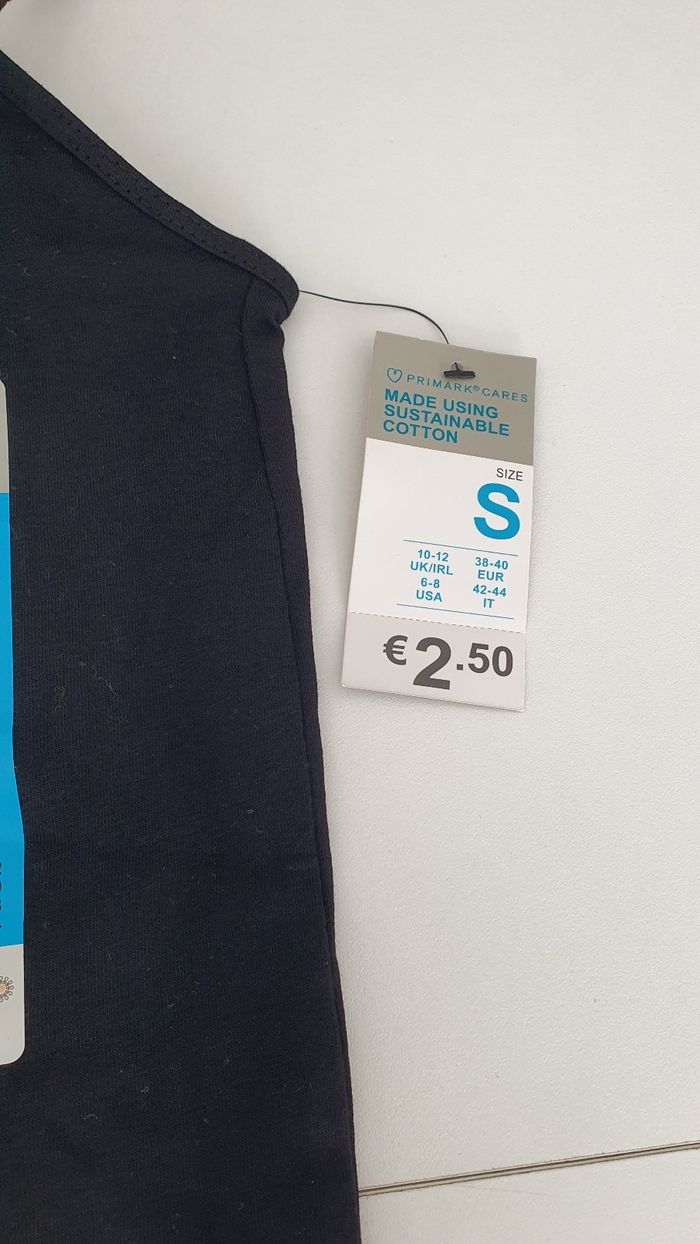 PRIMARK® CARES
MADE USING
SUSTAINABLE
COTTON
SIZE
S
10-12
UK/IRL
6-8
USA
38-40
EUR
42-44
IT
€2.50